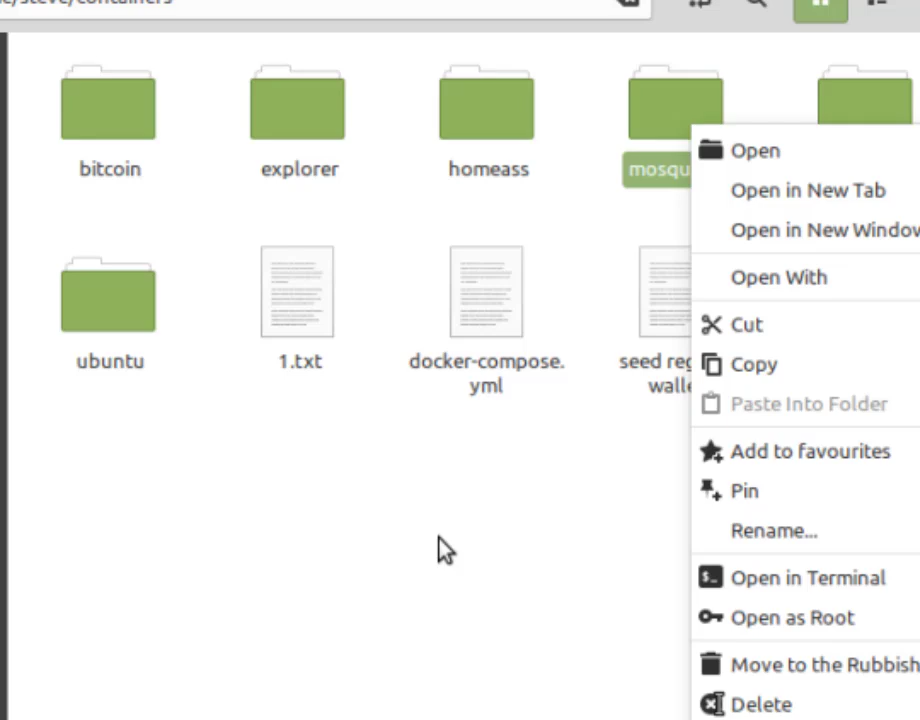 /steve/containers
bitcoin
explorer
homeass
mosqu
ubuntu
1.txt
docker-compose.
yml
seed reg
walle
Open
Open in New Tab
Open in New Window
Open With
Cut
Copy
Paste Into Folder
Add to favourites
Pin
Rename...
Open in Terminal
Open as Root
Move to the Rubbish
Delete